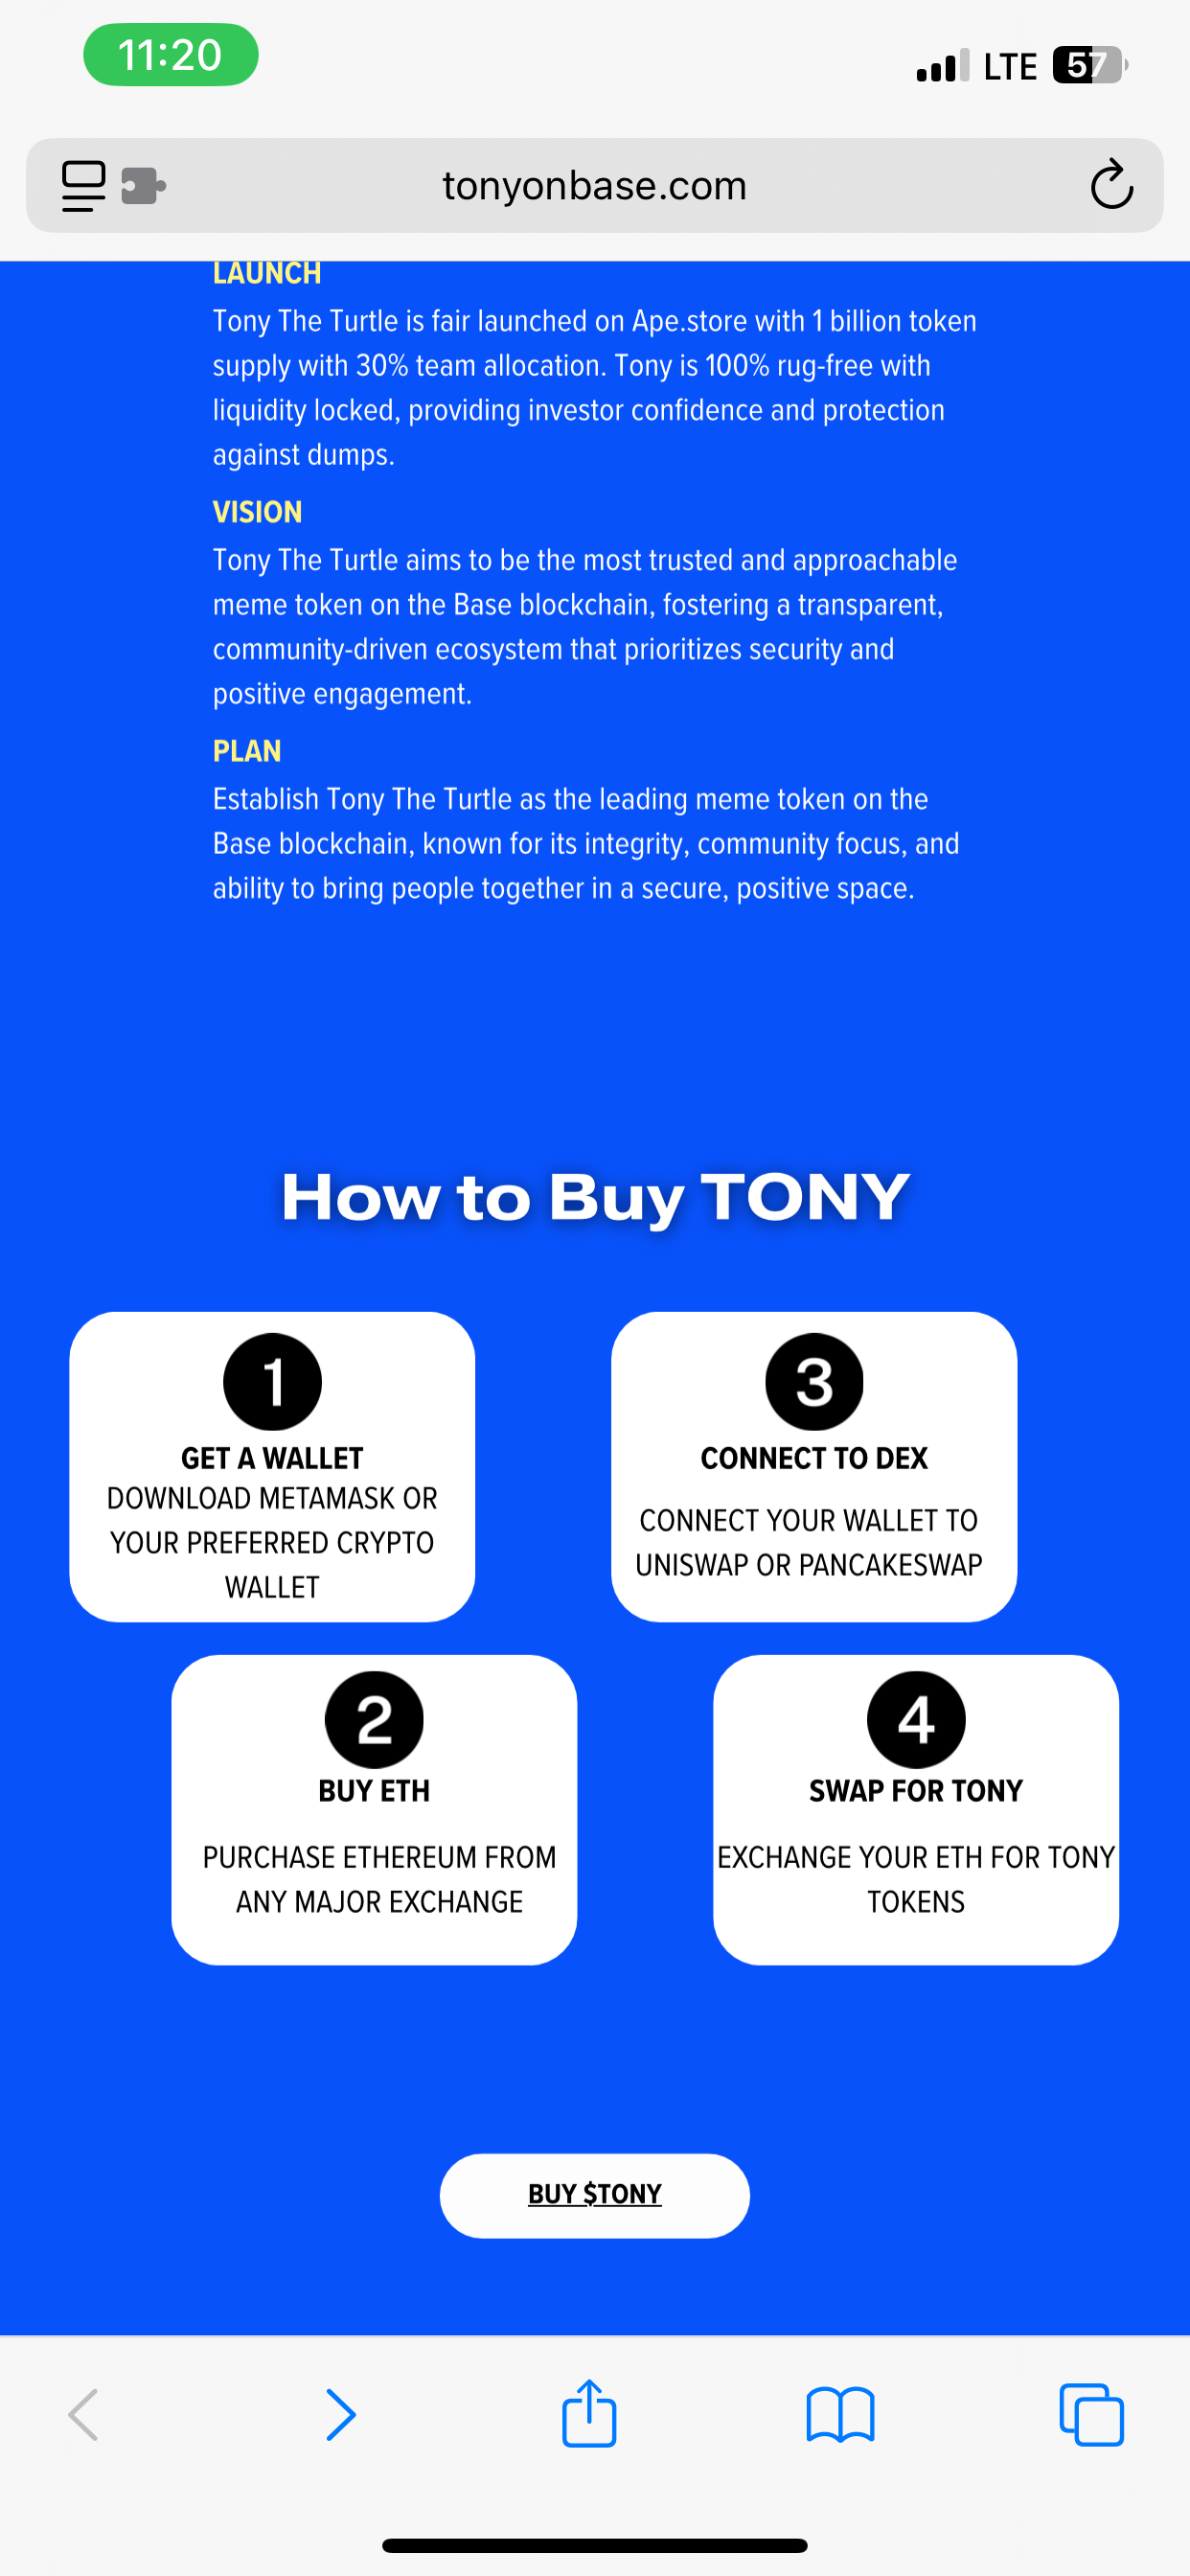 11:20
LTE
57
tonyonbase.com
LAUNCH
Tony The Turtle is fair launched on Ape.store with 1 billion token
supply with 30% team allocation. Tony is 100% rug-free with
liquidity locked, providing investor confidence and protection
against dumps.
VISION
Tony The Turtle aims to be the most trusted and approachable
meme token on the Base blockchain, fostering a transparent,
community-driven ecosystem that prioritizes security and
positive engagement.
PLAN
Establish Tony The Turtle as the leading meme token on the
Base blockchain, known for its integrity, community focus, and
ability to bring people together in a secure, positive space.
How to Buy TONY
1
GET A WALLET
DOWNLOAD METAMASK OR
YOUR PREFERRED CRYPTO
WALLET
2
BUY ETH
PURCHASE ETHEREUM FROM
ANY MAJOR EXCHANGE
3
CONNECT TO DEX
CONNECT YOUR WALLET TO
UNISWAP OR PANCAKESWAP
4
SWAP FOR TONY
EXCHANGE YOUR ETH FOR TONY
TOKENS
BUY $TONY